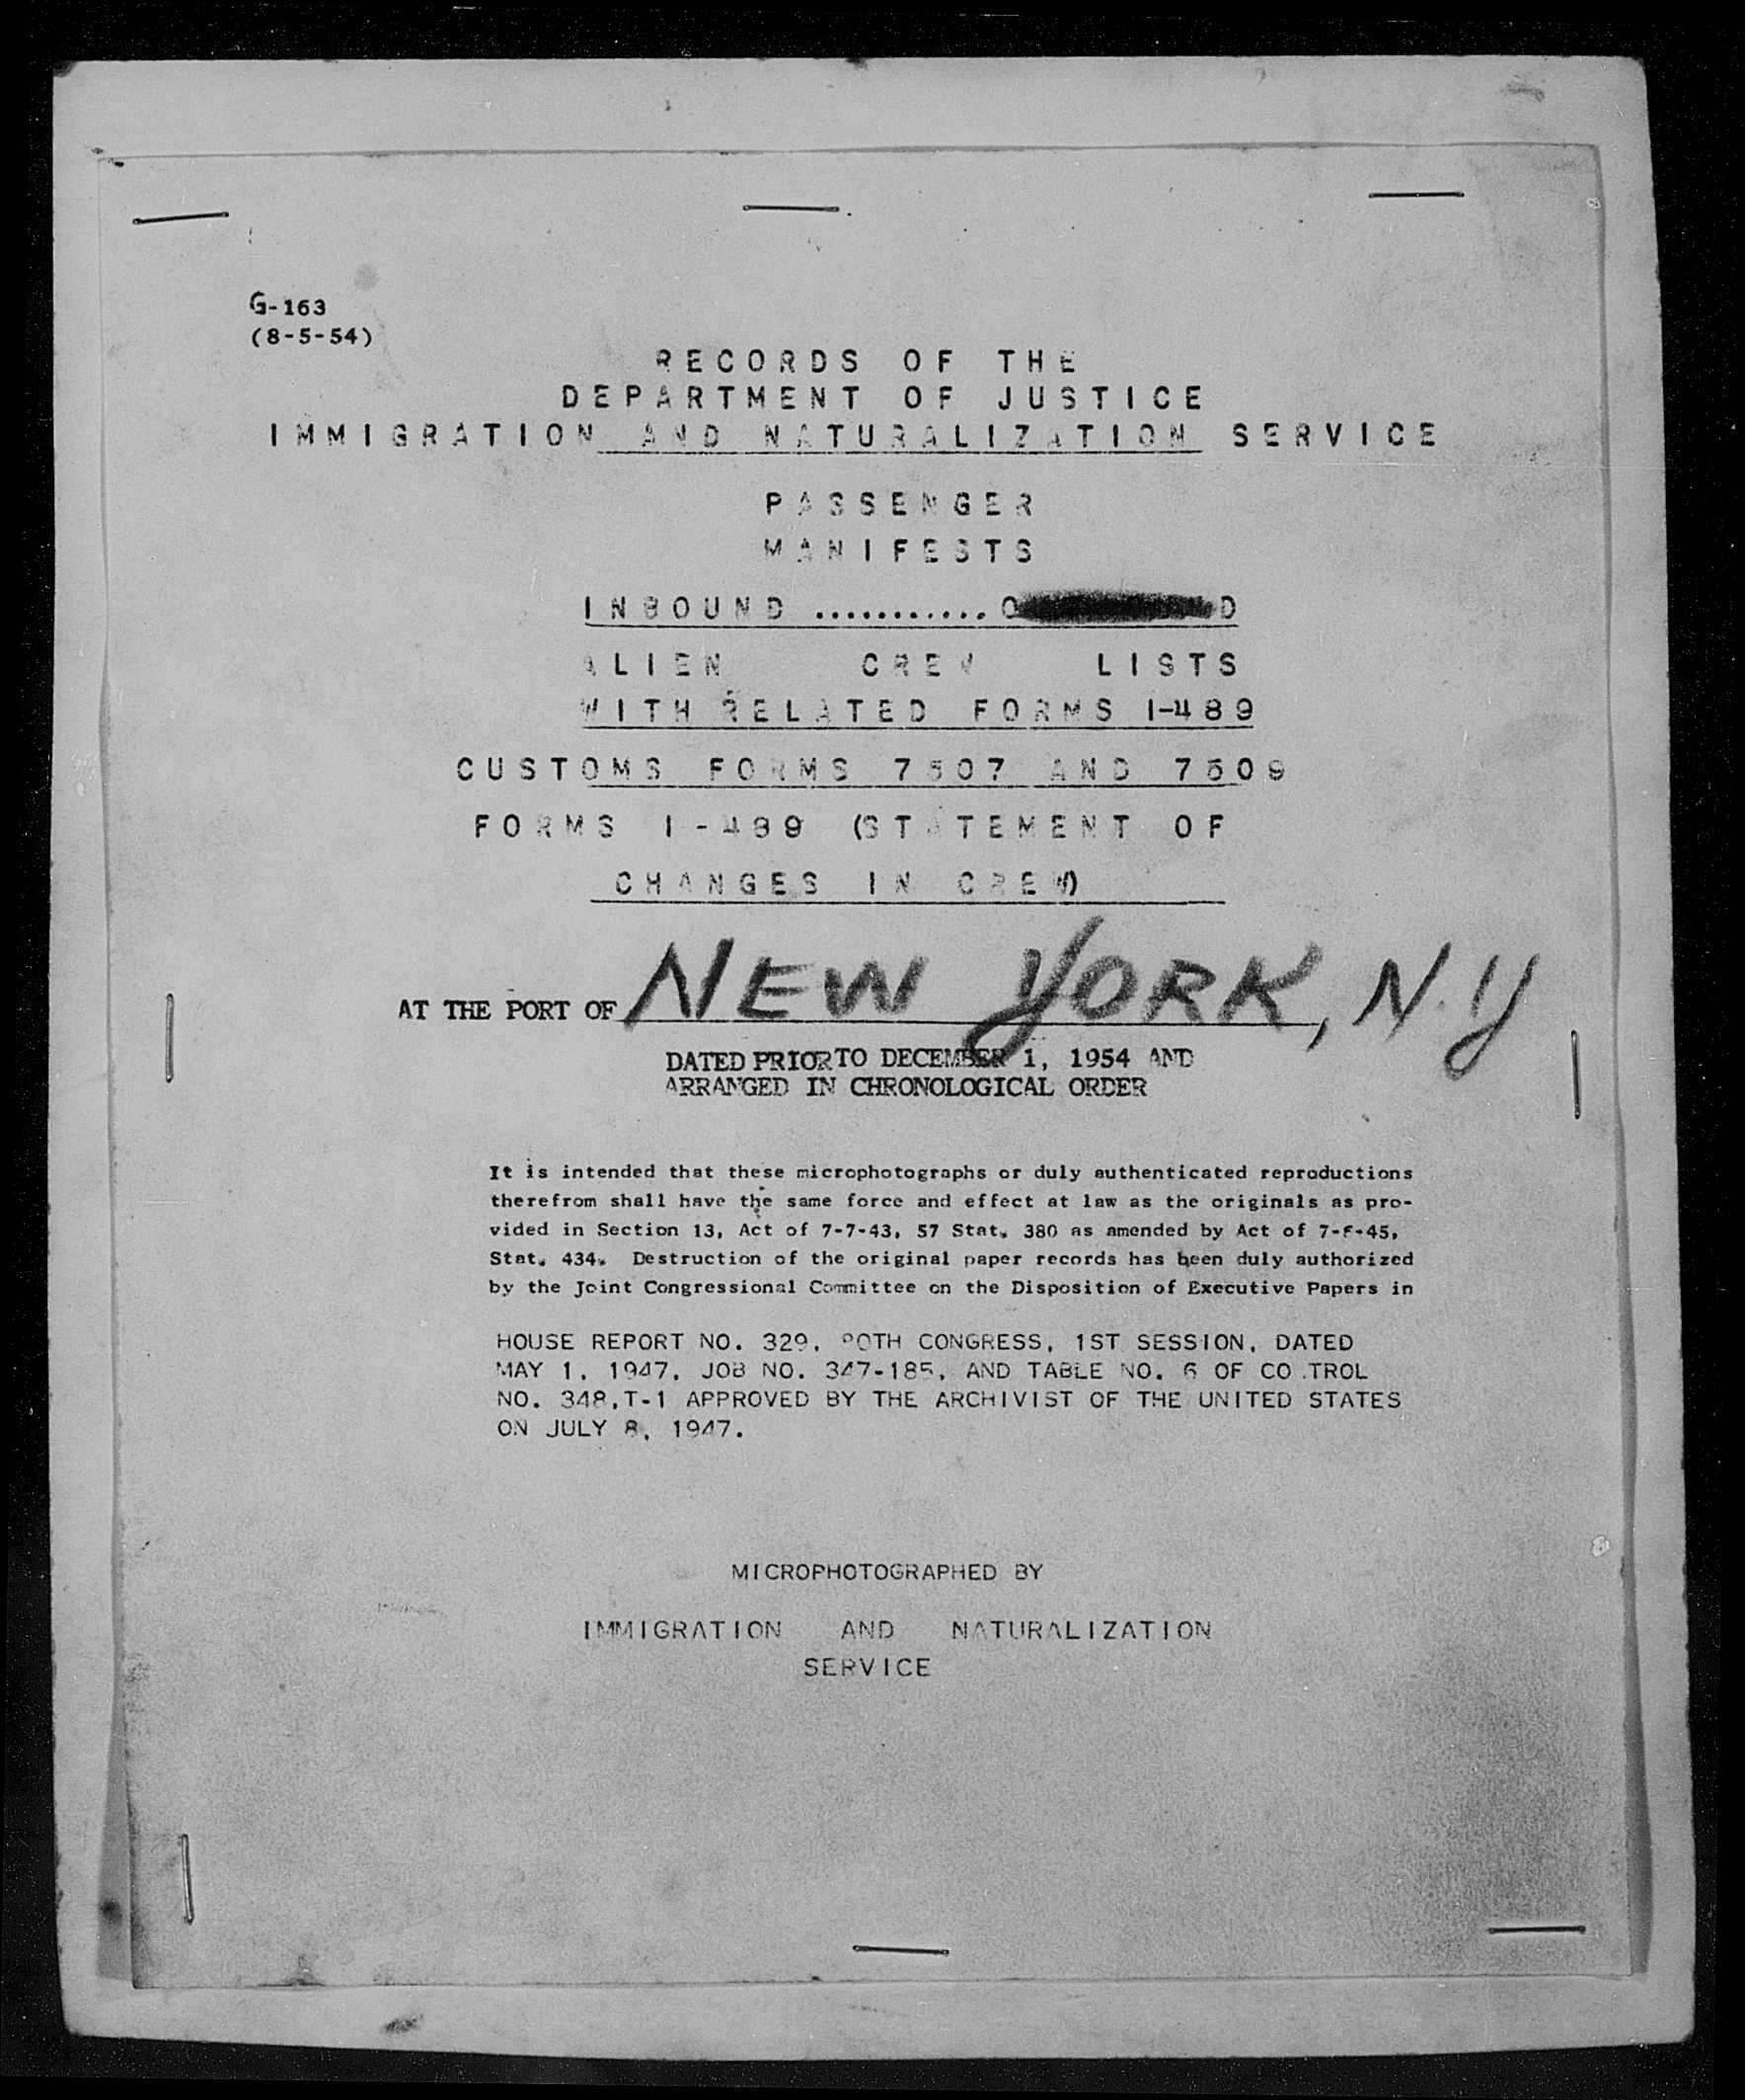 G-163
(8-5-54)
RECORDS OF THE
DEPARTMENT OF JUSTICE
IMMIGRATION AND NATURALIZATION SERVICE
PASSENGER
MANIFESTS
INBOUND ...........
ALIEN CREW LISTS
WITH RELATED FORMS I-489
CUSTOMS FORMS 7507 AND 7509
FORMS I-489 (STATEMENT OF
CHANGES IN CREW)
AT THE PORT OF NEW YORK, N.Y
DATED PRIOR TO DECEMBER 1, 1954 AND
ARRANGED IN CHRONOLOGICAL ORDER
It is intended that these microphotographs or duly authenticated reproductions
therefrom shall have the same force and effect at law as the originals as pro-
vided in Section 13, Act of 7-7-43, 57 Stat. 380 as amended by Act of
Stat. 434. Destruction of the original paper records has been duly authorized
by the Joint Congressional Committee on the Disposition of Executive Papers in
HOUSE REPORT NO. 329, 80TH CONGRESS, 1ST SESSION, DATED
MAY 1, 1947, JOB NO. 347-185, AND TABLE NO. 6 OF CO.TROL
NO. 348,T-1 APPROVED BY THE ARCHIVIST OF THE UNITED STATES
ON JULY 8, 1947.
MICROPHOTOGRAPHED BY
IMMIGRATION AND NATURALIZATION
SERVICE